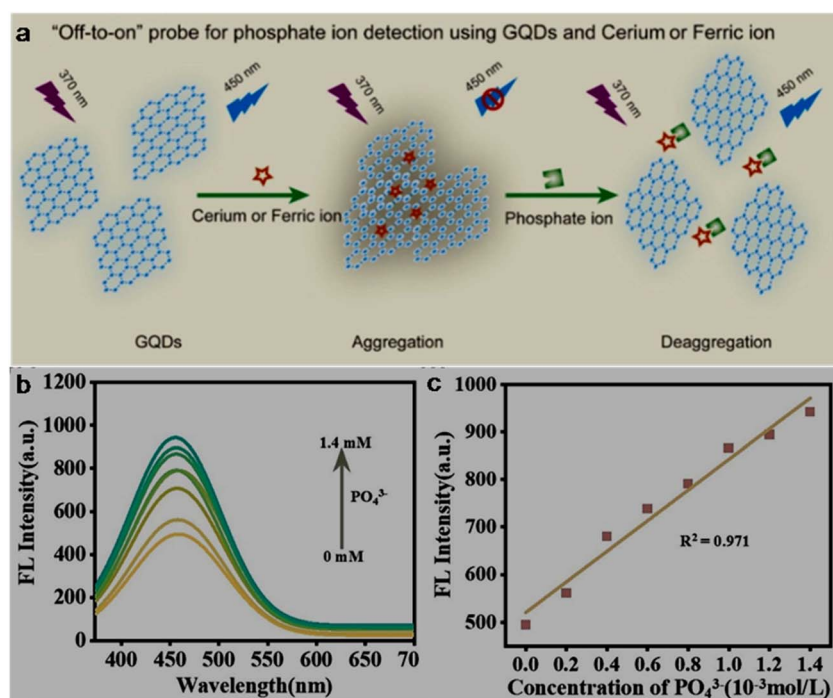 a
"Off-to-on" probe for phosphate ion detection using GQDs and Cerium or Ferric ion
370 nm
450 nm
370 nm
450 nm
370 nm
450 nm
Cerium or Ferric ion
Phosphate ion
GQDs
Aggregation
Deaggregation
b
FL Intensity(a.u.)
1200
1000
800
600
400
200
0
1.4 mM
PO₄³⁻
0 mM
400
450
500
550
600
650
70
Wavelength(nm)
c
FL Intensity(a.u.)
1000
900
800
700
600
500
R² = 0.971
0.0
0.2
0.4
0.6
0.8
1.0
1.2
1.4
Concentration of PO₄³⁻(10⁻³mol/L)